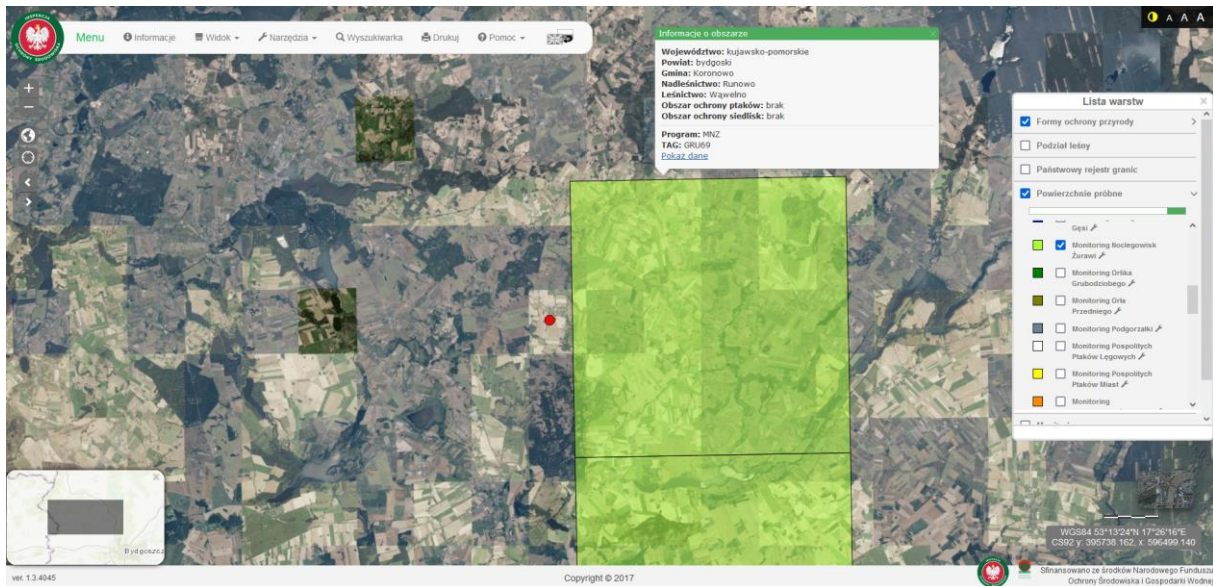 INSPEKCJA
OCHRONY ŚRODOWISKA
Menu
Informacje
Widok
Narzędzia
Wyszukiwarka
Drukuj
Pomoc
A A A
Informacje o obszarze
Województwo: kujawsko-pomorskie
Powiat: bydgoski
Gmina: Koronowo
Nadleśnictwo: Runowo
Leśnictwo: Wąwelno
Obszar ochrony ptaków: brak
Obszar ochrony siedlisk: brak
Program: MNZ
TAG: GRU69
Pokaż dane
Lista warstw
Formy ochrony przyrody
Podział leśny
Państwowy rejestr granic
Powierzchnie próbne
Gęsi
Monitoring Noclegowisk
Żurawi
Monitoring Orlika
Grubodziobego
Monitoring Orła
Przedniego
Monitoring Podgorzałki
Monitoring Pospolitych
Ptaków Lęgowych
Monitoring Pospolitych
Ptaków Miast
Monitoring
Bydgoszcz
WGS84 53°13'24"N 17°26'16"E
CS92 y: 395738.162, x: 596499.140
ver. 1.3.4045
Copyright © 2017
Sfinansowano ze środków Narodowego Funduszu
Ochrony Środowiska i Gospodarki Wodnej